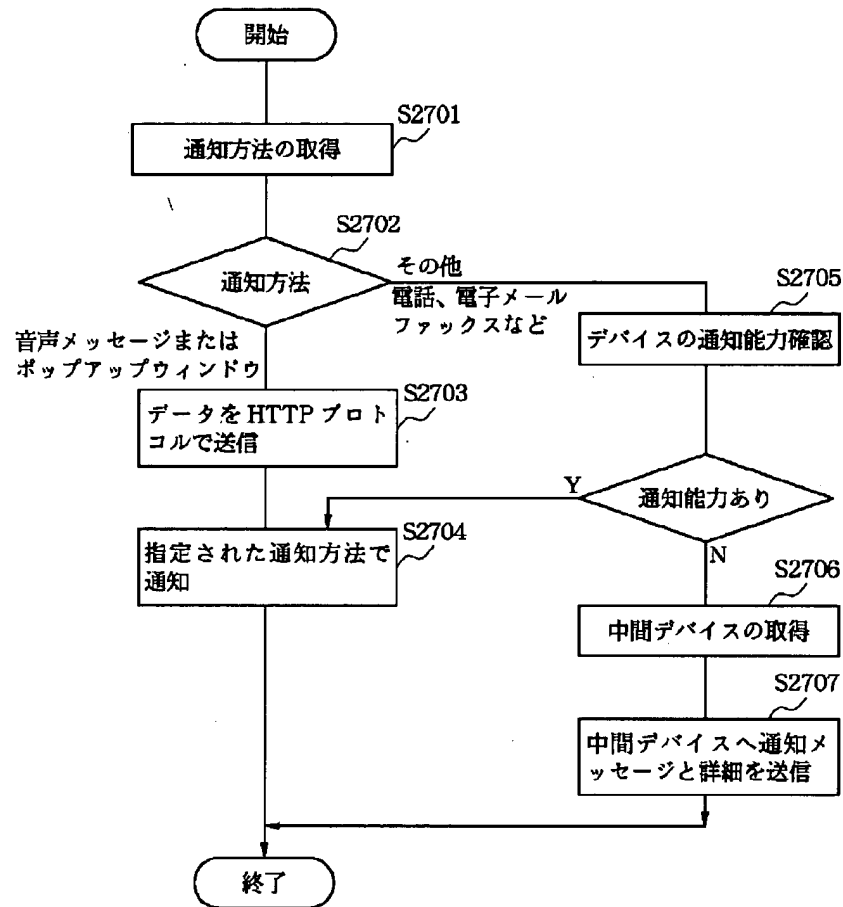 開始
S2701
通知方法の取得
S2702
通知方法
その他
電話、電子メール
ファックスなど
S2705
デバイスの通知能力確認
音声メッセージまたは
ポップアップウィンドウ
S2703
データを HTTP プロト
コルで送信
Y
通知能力あり
N
S2704
指定された通知方法で
通知
S2706
中間デバイスの取得
S2707
中間デバイスへ通知メ
ッセージと詳細を送信
終了